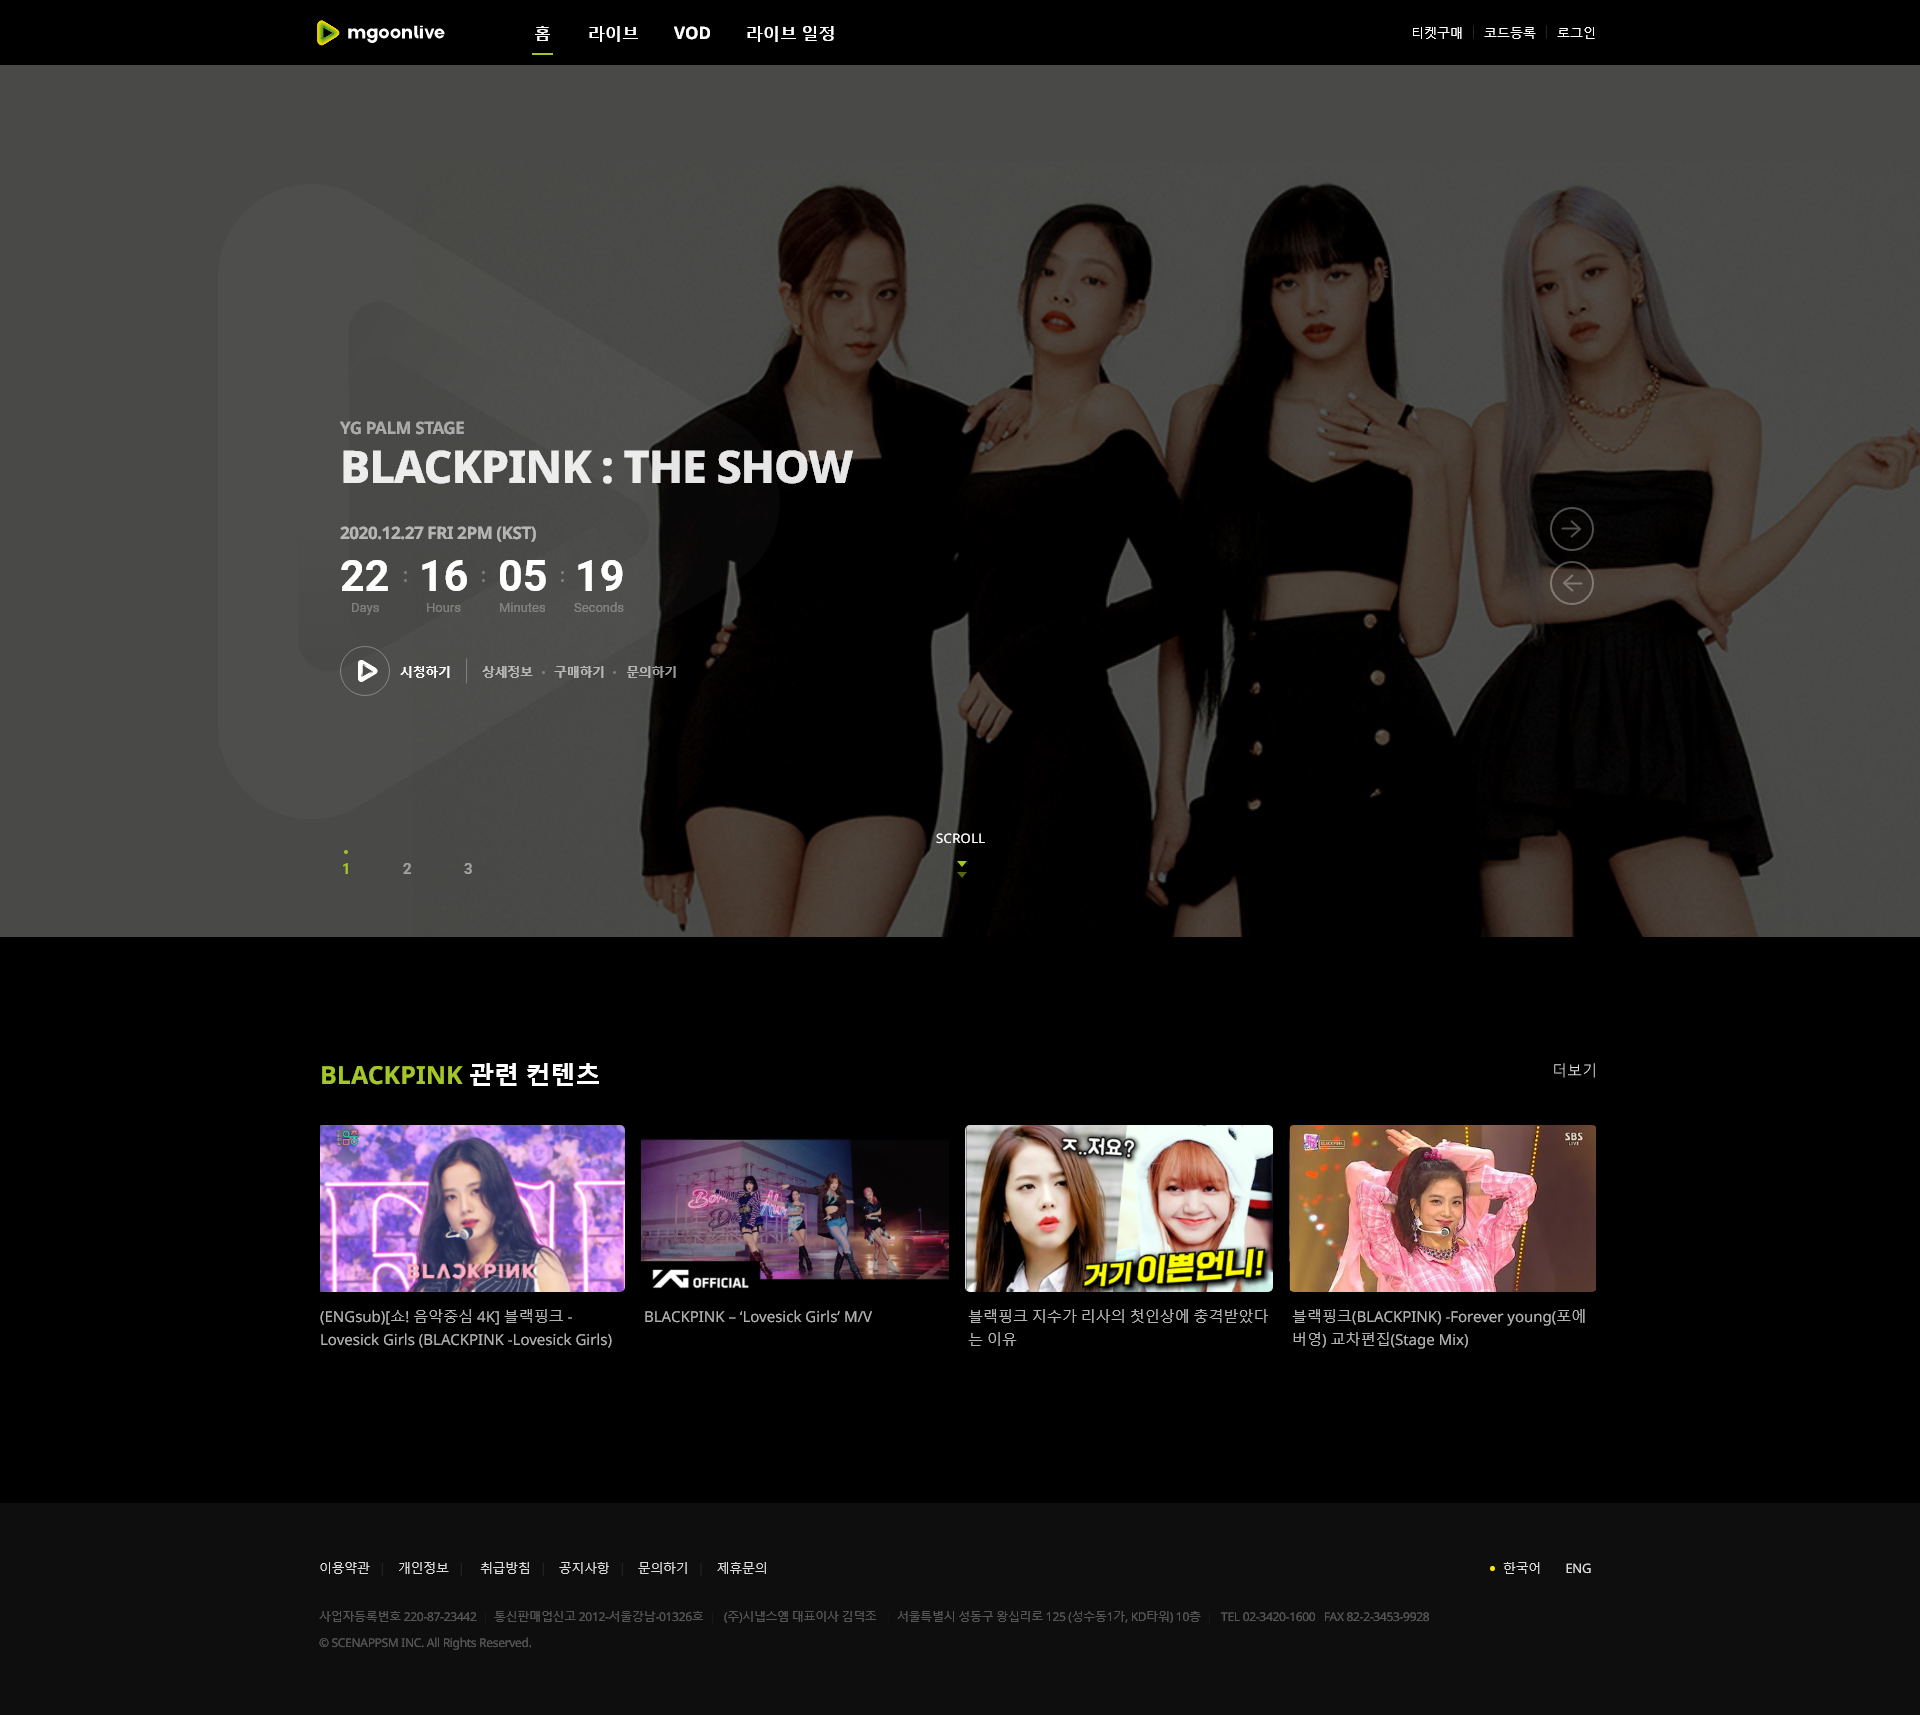 mgoonlive
홈
라이브
VOD
라이브 일정
티켓구매
코드등록
로그인
YG PALM STAGE
BLACKPINK : THE SHOW
2020.12.27 FRI 2PM (KST)
22 : 16 : 05 : 19
Days Hours Minutes Seconds
시청하기
상세정보 • 구매하기 • 문의하기
SCROLL
1 2 3
BLACKPINK 관련 컨텐츠
더보기
BLACKPINK
YG OFFICIAL
ㅈ..저요?
거기 이쁜언니!
SBS
LIVE
BLACKPINK
(ENGsub)[쇼! 음악중심 4K] 블랙핑크 -
Lovesick Girls (BLACKPINK -Lovesick Girls)
BLACKPINK – ‘Lovesick Girls’ M/V
블랙핑크 지수가 리사의 첫인상에 충격받았다
는 이유
블랙핑크(BLACKPINK) -Forever young(포에
버영) 교차편집(Stage Mix)
이용약관 | 개인정보 | 취급방침 | 공지사항 | 문의하기 | 제휴문의
• 한국어
ENG
사업자등록번호 220-87-23442 | 통신판매업신고 2012-서울강남-01326호 | (주)시냅스엠 대표이사 김덕조 | 서울특별시 성동구 왕십리로 125 (성수동1가, KD타워) 10층 | TEL 02-3420-1600 FAX 82-2-3453-9928
© SCENAPPSM INC. All Rights Reserved.